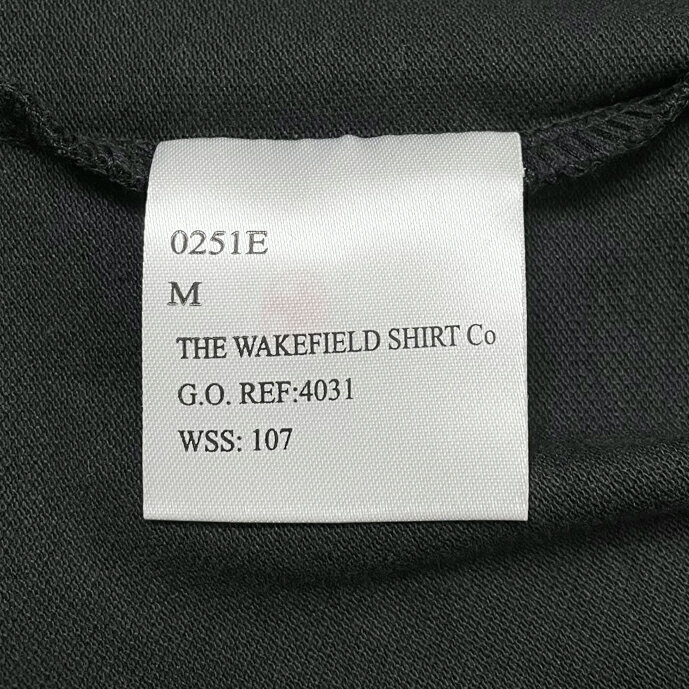 0251E
M
THE WAKEFIELD SHIRT Co
G.O. REF:4031
WSS: 107